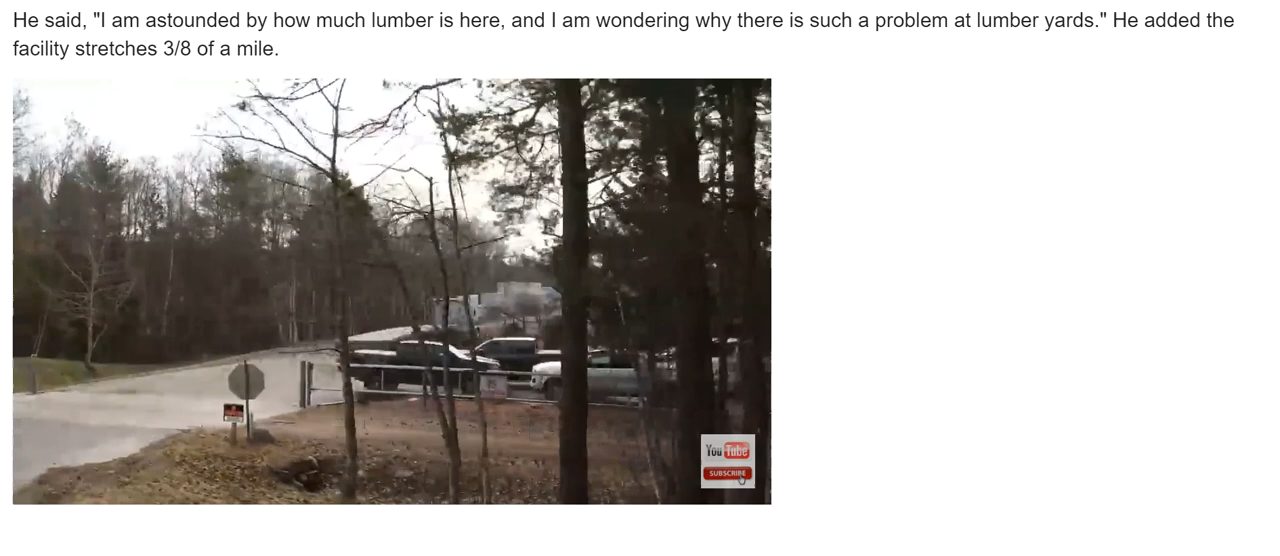 He said, "I am astounded by how much lumber is here, and I am wondering why there is such a problem at lumber yards." He added the
facility stretches 3/8 of a mile.
You Tube
SUBSCRIBE